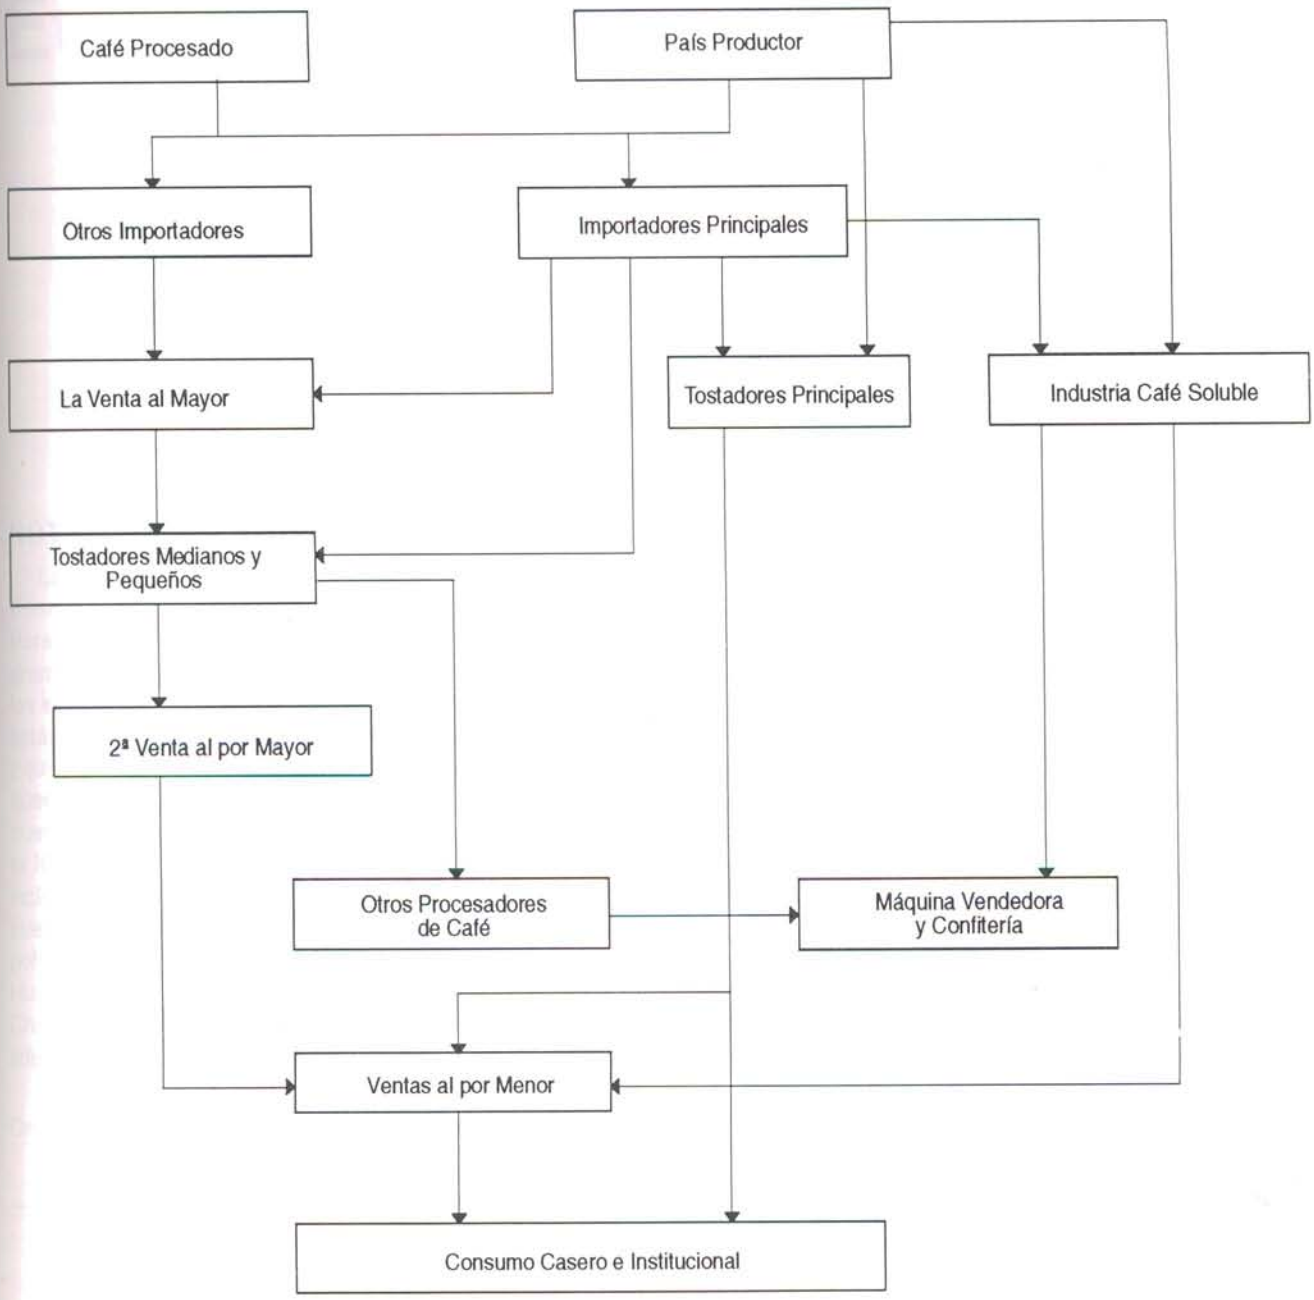 Café Procesado
País Productor
Otros Importadores
Importadores Principales
La Venta al Mayor
Tostadores Principales
Industria Café Soluble
Tostadores Medianos y
Pequeños
2ª Venta al por Mayor
Otros Procesadores
de Café
Máquina Vendedora
y Confitería
Ventas al por Menor
Consumo Casero e Institucional